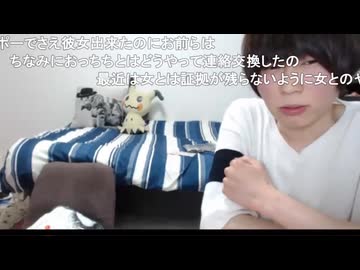 ポーでさえ彼女出来たのにお前らは
ちなみにおっちちとはどうやって連絡交換したの
最近は女とは証拠が残らないように女との